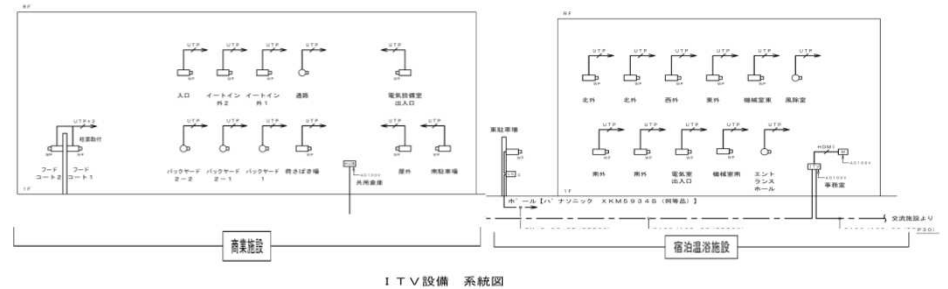 UTP
UTP
UTP
UTP
UTP
入口
イートイン
外2
イートイン
外1
通路
電気設備室
出入口
UTP×2
柱面取付
フード
コート2
フード
コート1
UTP
UTP
UTP
UTP
UTP
UTP
バックヤード
2-2
バックヤード
2-1
バックヤード
1
荷さばき場
共用倉庫
屋外
南駐車場
1F
商業施設
UTP
UTP
UTP
UTP
UTP
UTP
北外
北外
西外
東外
機械室東
風除室
東駐車場
UTP
UTP
UTP
UTP
UTP
HDMI
南外
南外
電気室
出入口
機械室南
エント
ランス
ホール
事務室
AC100V
AC100V
1F
ポール【パナソニック XKM5934B(同等品)】
交流施設より
宿泊温浴施設
ITV設備 系統図